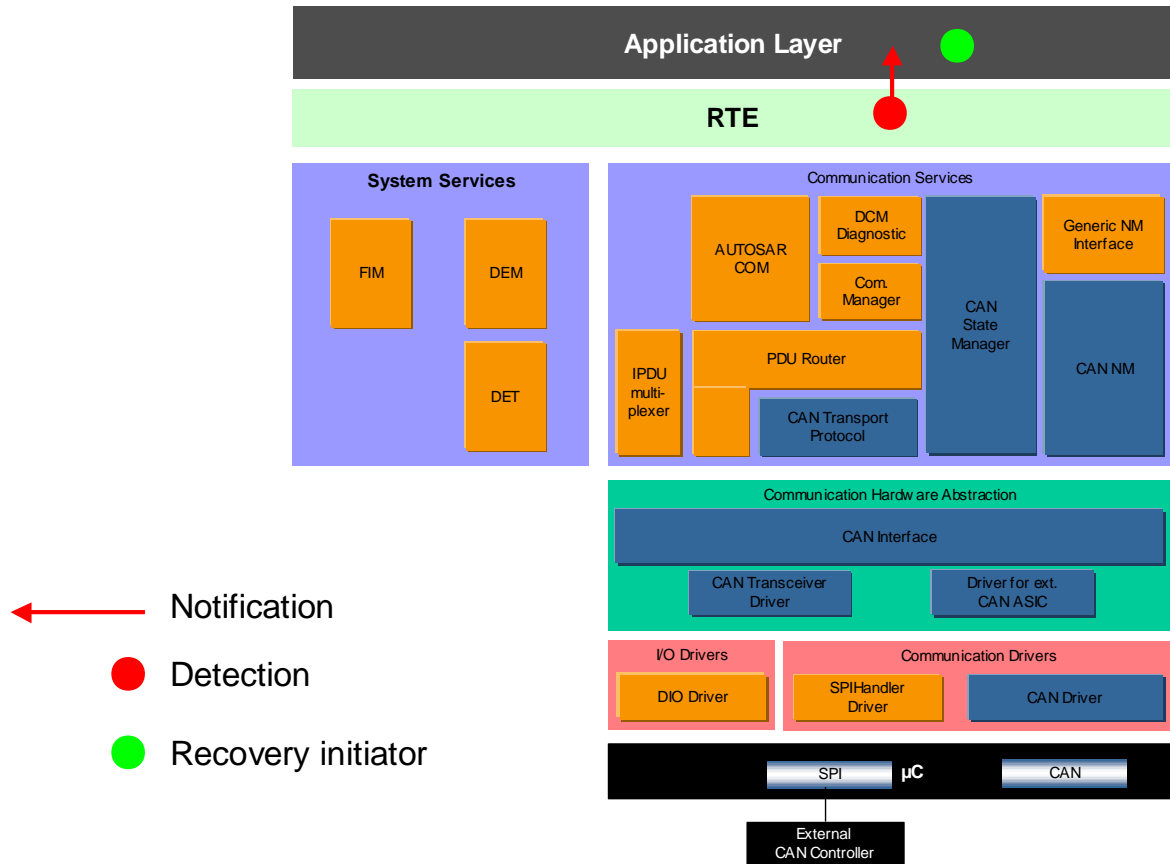 Application Layer
RTE
System Services
FIM
DEM
DET
Communication Services
AUTOSAR
COM
DCM
Diagnostic
Com.
Manager
CAN
State
Manager
Generic NM
Interface
CAN NM
IPDU
multi-
plexer
PDU Router
CAN Transport
Protocol
Communication Hardware Abstraction
CAN Interface
CAN Transceiver
Driver
Driver for ext.
CAN ASIC
I/O Drivers
DIO Driver
Communication Drivers
SPIHandler
Driver
CAN Driver
SPI
µC
CAN
External
CAN Controller
Notification
Detection
Recovery initiator